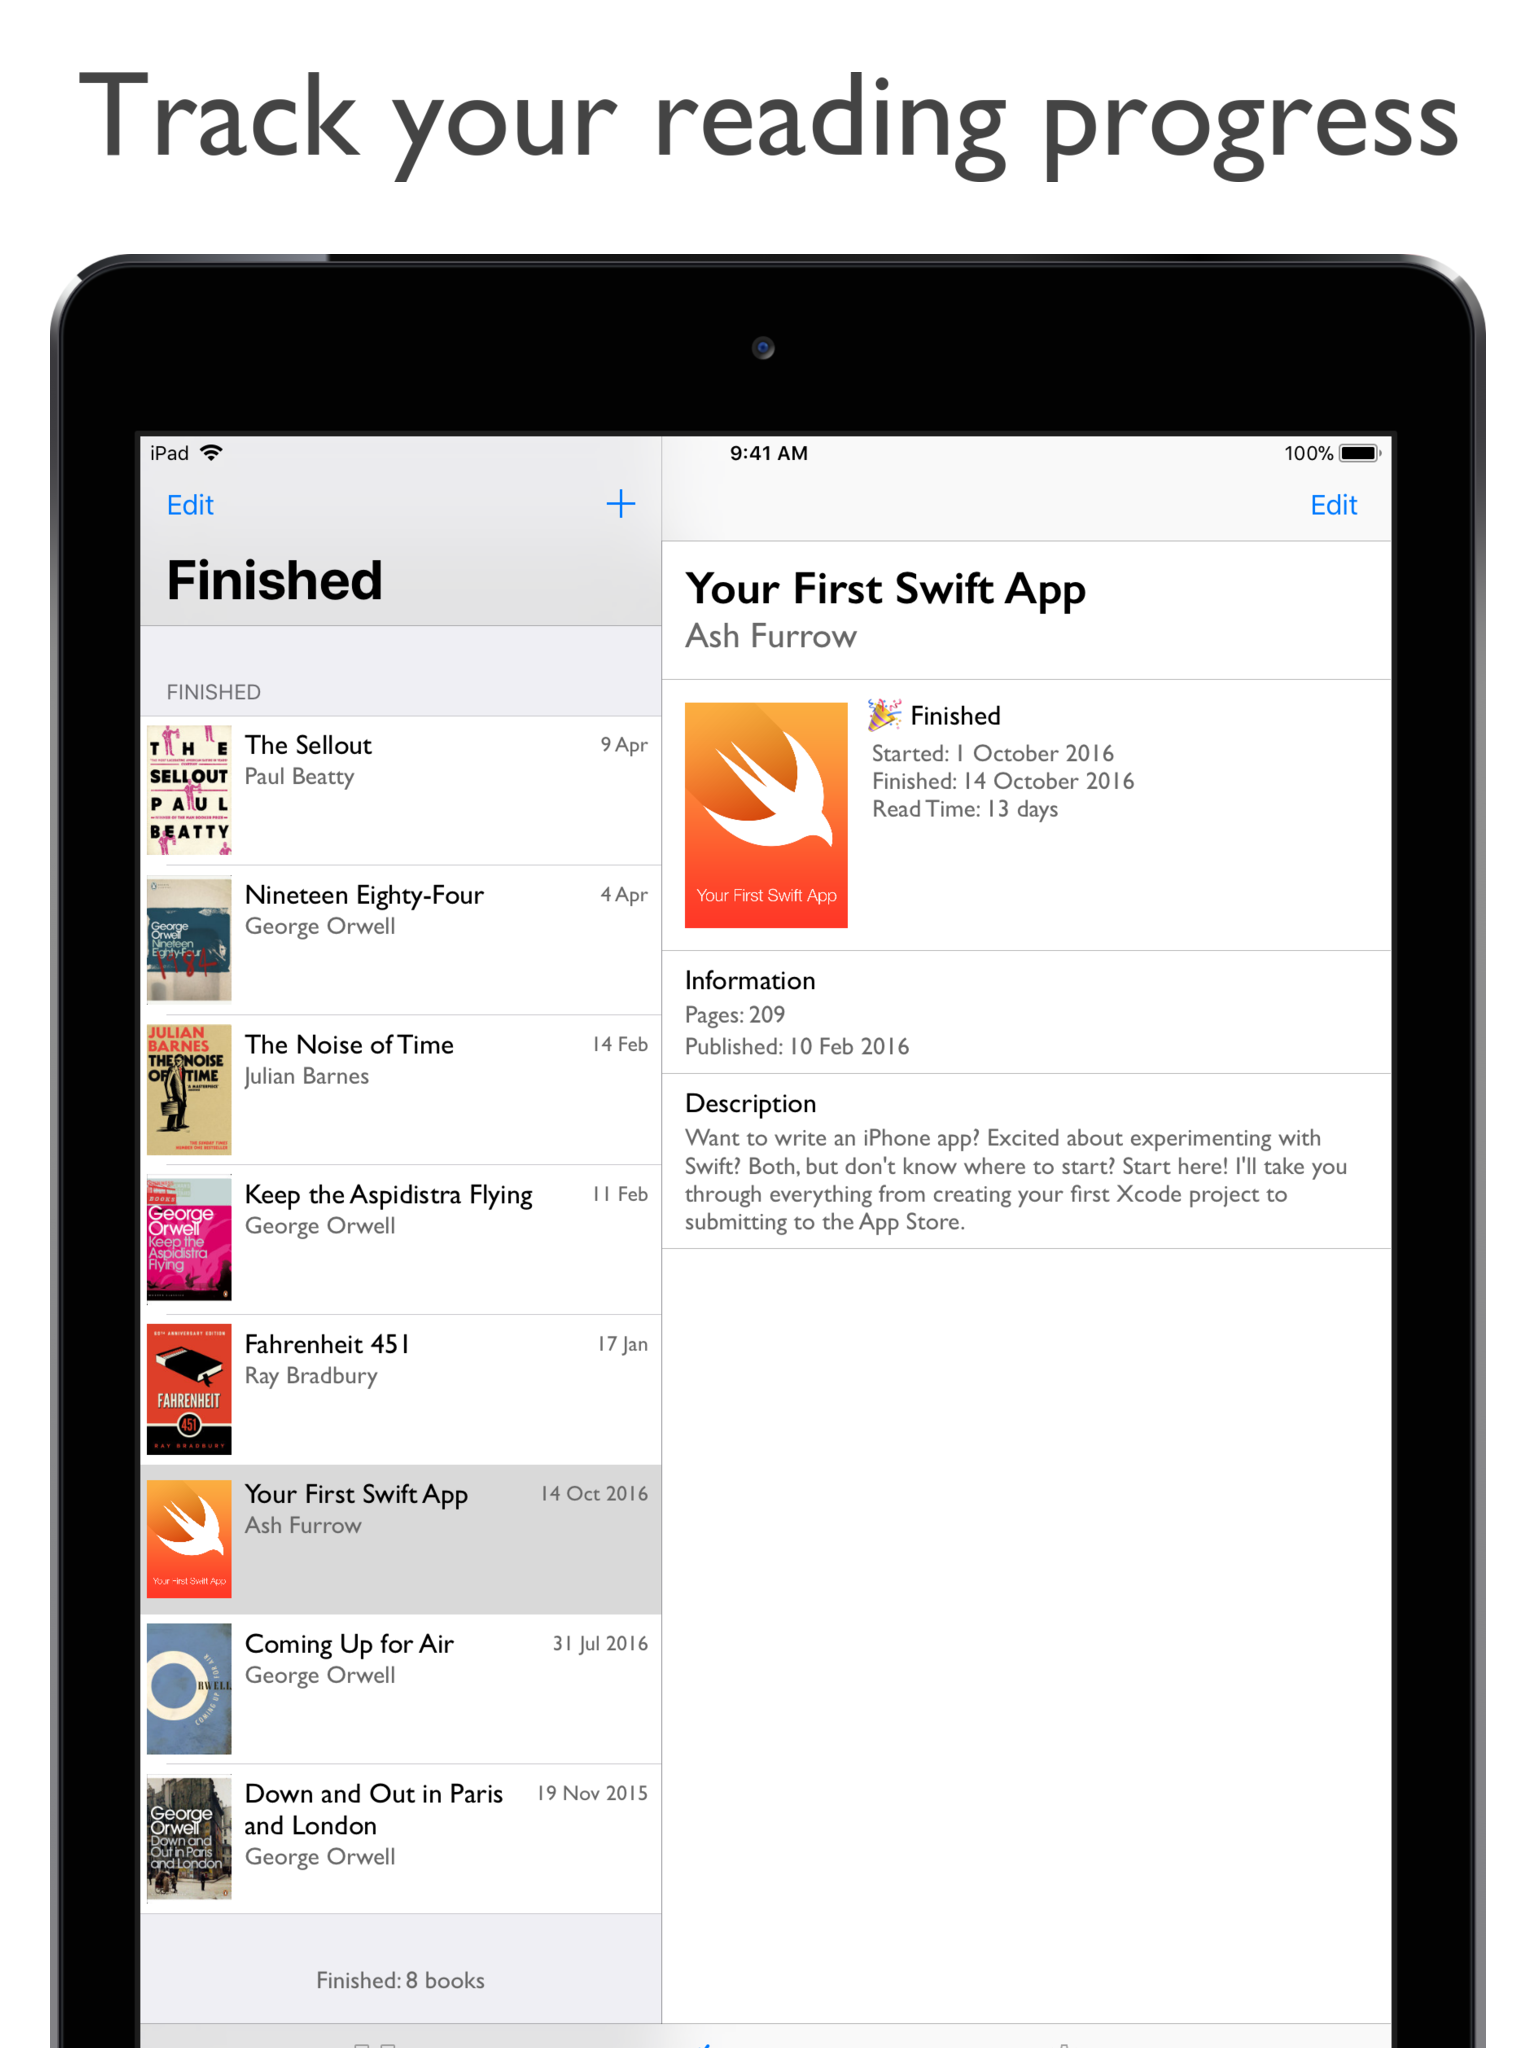 Track your reading progress
iPad
9:41 AM
100%
Edit
Edit
Finished
FINISHED
THE
SELLOUT
PAUL
BEATTY
The Sellout
9 Apr
Paul Beatty
George
Orwell
Nineteen
Eighty-Four
1984
Nineteen Eighty-Four
4 Apr
George Orwell
JULIAN
BARNES
THE NOISE
OF TIME
The Noise of Time
14 Feb
Julian Barnes
BOOKS
George
Orwell
Keep the
Aspidistra
Flying
Keep the Aspidistra Flying
11 Feb
George Orwell
FAHRENHEIT
451
RAY BRADBURY
Fahrenheit 451
17 Jan
Ray Bradbury
Your First Swift App
Your First Swift App
14 Oct 2016
Ash Furrow
RWELL
COMING UP
FOR AIR
Coming Up for Air
31 Jul 2016
George Orwell
George
Orwell
Down and
Out in Paris
and London
Down and Out in Paris
and London
19 Nov 2015
George Orwell
Finished: 8 books
Your First Swift App
Ash Furrow
Your First Swift App
Finished
Started: 1 October 2016
Finished: 14 October 2016
Read Time: 13 days
Information
Pages: 209
Published: 10 Feb 2016
Description
Want to write an iPhone app? Excited about experimenting with
Swift? Both, but don't know where to start? Start here! I'll take you
through everything from creating your first Xcode project to
submitting to the App Store.